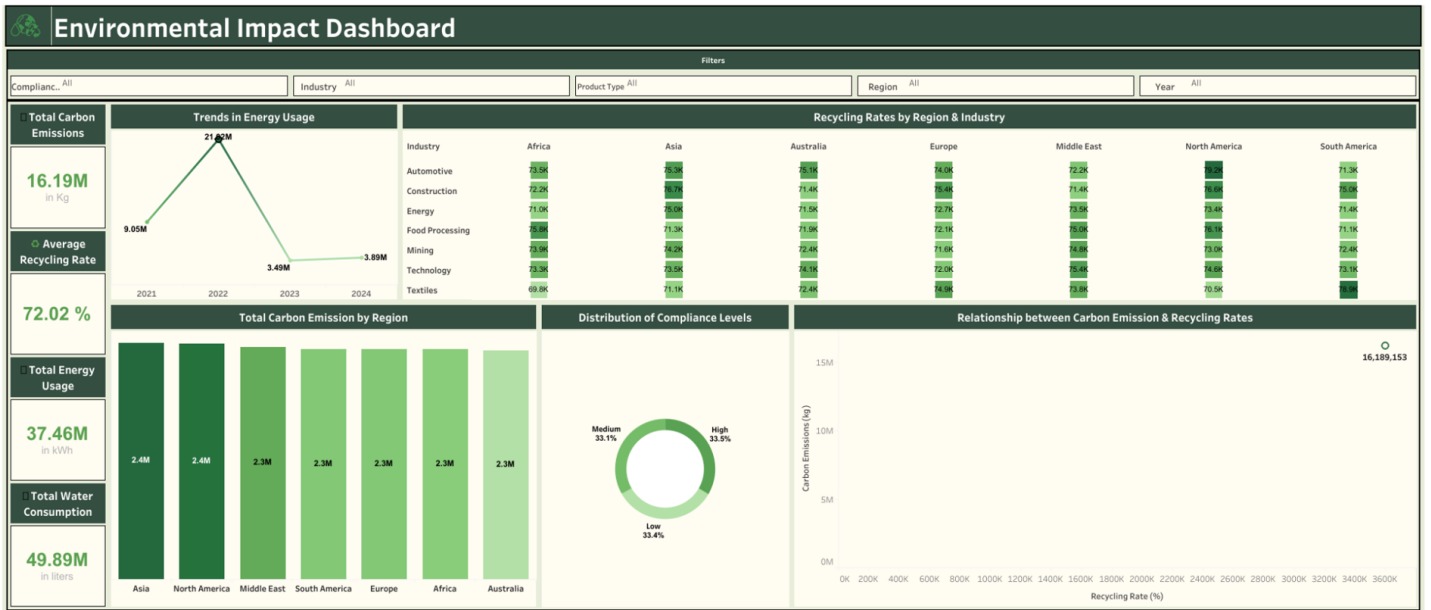 Environmental Impact Dashboard
Filters
Complianc.. All
Industry All
Product Type All
Region All
Year All
Total Carbon
Emissions
16.19M
in Kg
Average
Recycling Rate
72.02 %
Total Energy
Usage
37.46M
in kWh
Total Water
Consumption
49.89M
in liters
Trends in Energy Usage
9.05M
3.49M
3.89M
2021 2022 2023 2024
Recycling Rates by Region & Industry
Industry Africa Asia Australia Europe Middle East North America South America
Automotive 73.5K 75.3K 75.1K 74.0K 72.2K 79.2K 71.3K
Construction 72.2K 76.7K 71.4K 75.4K 71.4K 76.6K 75.0K
Energy 71.0K 75.0K 71.5K 72.7K 73.5K 73.4K 71.4K
Food Processing 75.8K 71.3K 71.9K 72.1K 75.0K 76.1K 71.1K
Mining 73.9K 74.2K 72.4K 71.6K 74.8K 73.0K 72.4K
Technology 73.3K 73.5K 74.1K 72.0K 75.4K 74.6K 73.1K
Textiles 69.8K 71.1K 72.4K 74.9K 73.8K 70.5K 78.9K
Total Carbon Emission by Region
2.4M 2.4M 2.3M 2.3M 2.3M 2.3M 2.3M
Asia North America Middle East South America Europe Africa Australia
Distribution of Compliance Levels
Medium
33.1%
High
33.5%
Low
33.4%
Relationship between Carbon Emission & Recycling Rates
16,189,153
15M
10M
5M
0M
Carbon Emissions (kg)
0K 200K 400K 600K 800K 1000K 1200K 1400K 1600K 1800K 2000K 2200K 2400K 2600K 2800K 3000K 3200K 3400K 3600K
Recycling Rate (%)